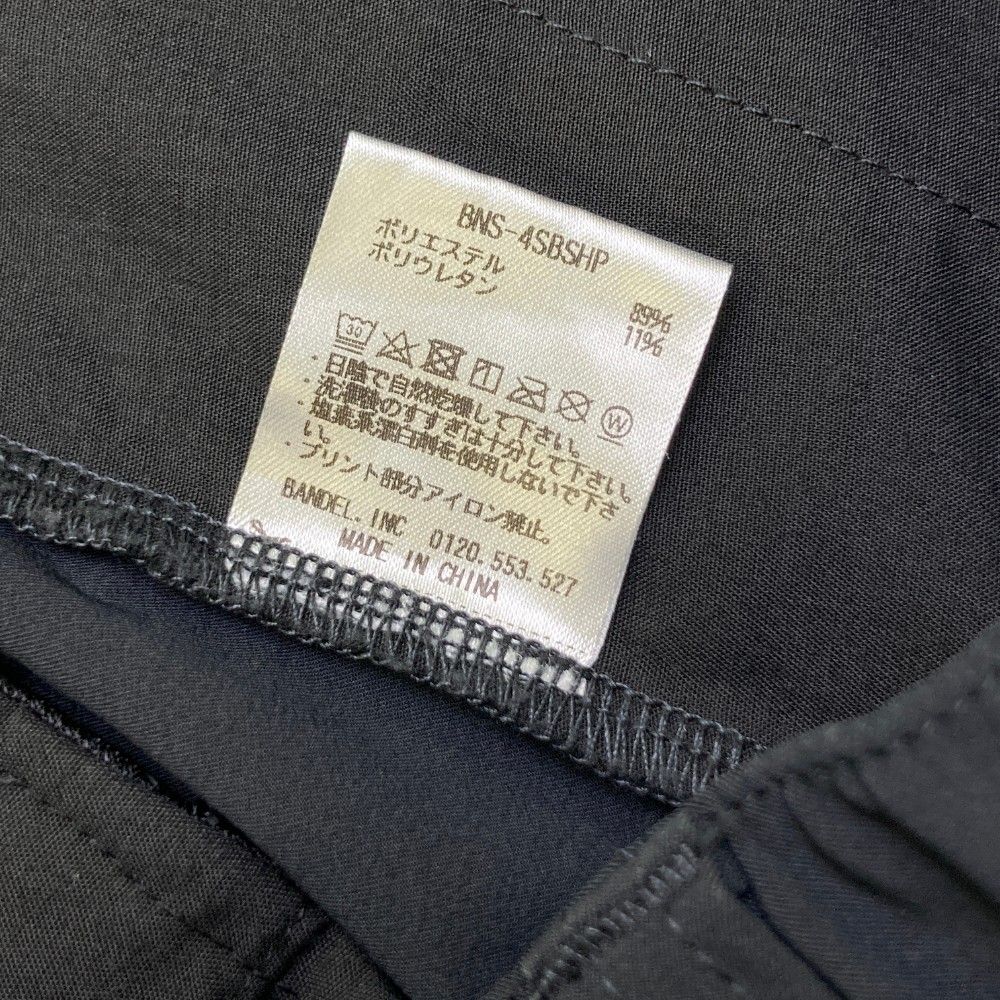 BNS-4SBSHP
ポリエステル 89%
ポリウレタン 11%
30
W
・日陰で自然乾燥して下さい。
・洗濯後のすすぎは十分して下さい。
・塩素系漂白剤を使用しないで下さ
い。
・プリント部分アイロン禁止。
BANDEL.INC 0120.553.527
MADE IN CHINA